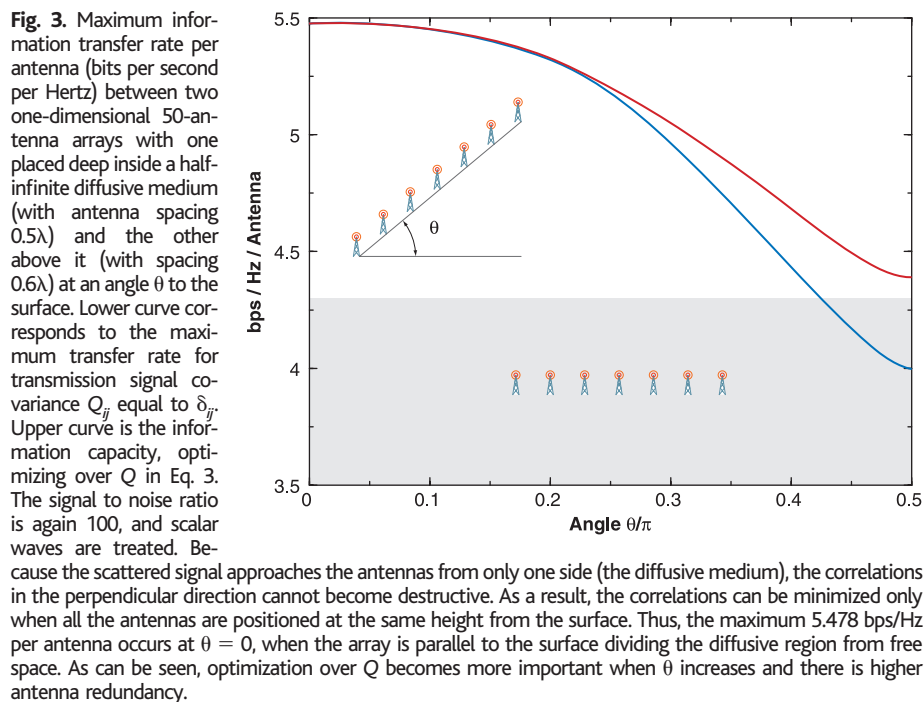 Fig. 3. Maximum infor-
mation transfer rate per
antenna (bits per second
per Hertz) between two
one-dimensional 50-an-
tenna arrays with one
placed deep inside a half-
infinite diffusive medium
(with antenna spacing
0.5λ) and the other
above it (with spacing
0.6λ) at an angle θ to the
surface. Lower curve cor-
responds to the maxi-
mum transfer rate for
transmission signal co-
variance Qij equal to δij.
Upper curve is the infor-
mation capacity, opti-
mizing over Q in Eq. 3.
The signal to noise ratio
is again 100, and scalar
waves are treated. Be-
cause the scattered signal approaches the antennas from only one side (the diffusive medium), the correlations
in the perpendicular direction cannot become destructive. As a result, the correlations can be minimized only
when all the antennas are positioned at the same height from the surface. Thus, the maximum 5.478 bps/Hz
per antenna occurs at θ = 0, when the array is parallel to the surface dividing the diffusive region from free
space. As can be seen, optimization over Q becomes more important when θ increases and there is higher
antenna redundancy.
bps / Hz / Antenna
5.5
5
4.5
4
3.5
θ
0 0.1 0.2 0.3 0.4 0.5
Angle θ/π